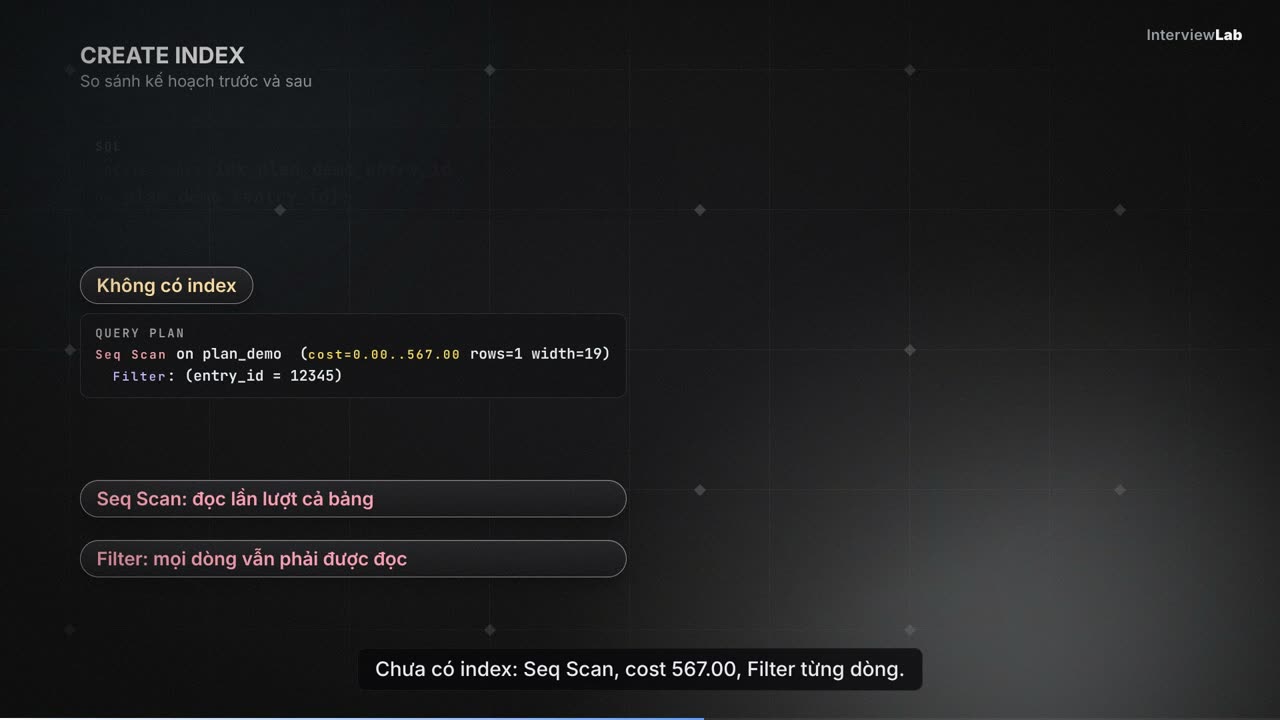 InterviewLab
CREATE INDEX
So sánh kế hoạch trước và sau
SQL
Không có index
QUERY PLAN
Seq Scan on plan_demo  (cost=0.00..567.00 rows=1 width=19)
Filter: (entry_id = 12345)
Seq Scan: đọc lần lượt cả bảng
Filter: mọi dòng vẫn phải được đọc
Chưa có index: Seq Scan, cost 567.00, Filter từng dòng.